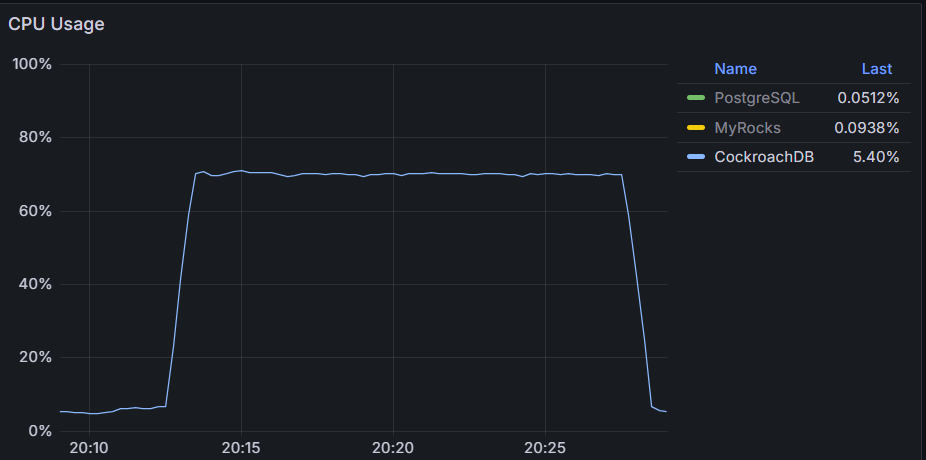 CPU Usage
100%
80%
60%
40%
20%
0%
20:10 20:15 20:20 20:25
Name Last
PostgreSQL 0.0512%
MyRocks 0.0938%
CockroachDB 5.40%